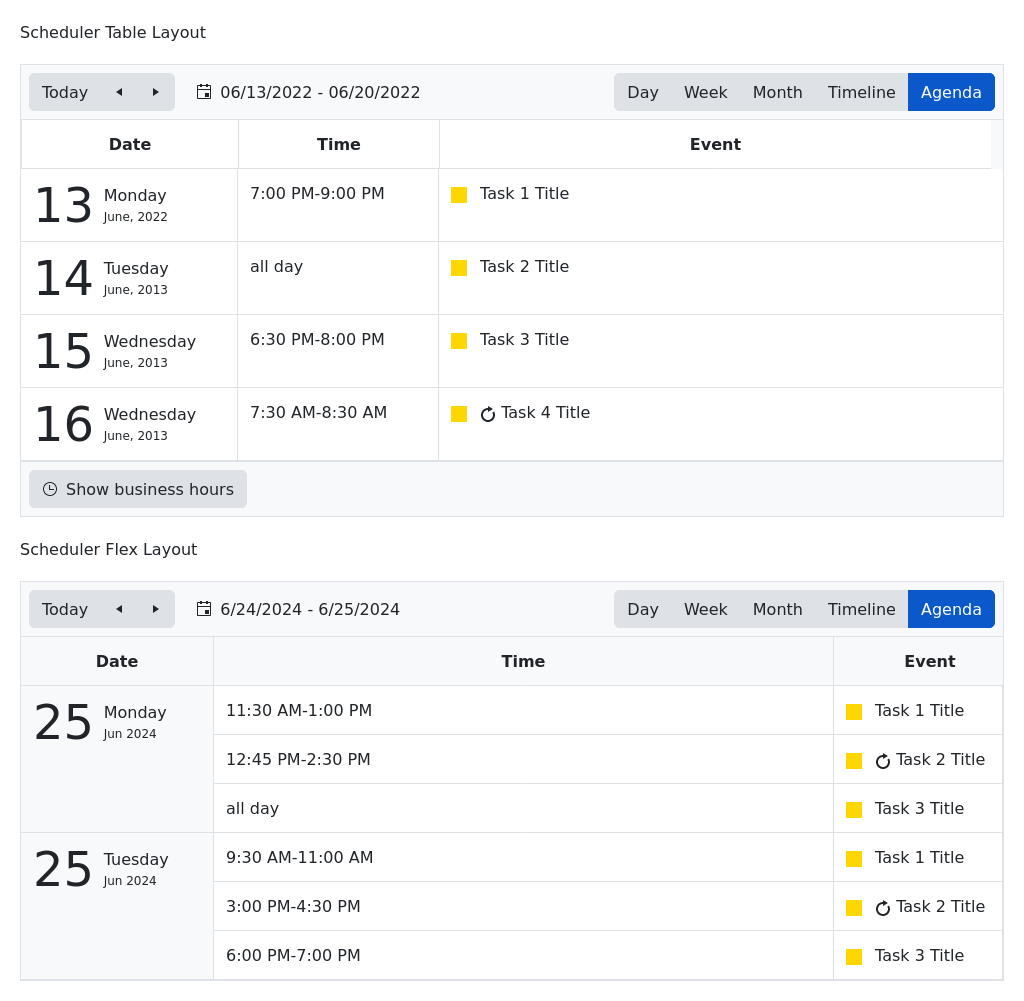 Scheduler Table Layout
Today 06/13/2022 - 06/20/2022 Day Week Month Timeline Agenda
Date Time Event
13 Monday 7:00 PM-9:00 PM Task 1 Title
June, 2022
14 Tuesday all day Task 2 Title
June, 2013
15 Wednesday 6:30 PM-8:00 PM Task 3 Title
June, 2013
16 Wednesday 7:30 AM-8:30 AM Task 4 Title
June, 2013
Show business hours
Scheduler Flex Layout
Today 6/24/2024 - 6/25/2024 Day Week Month Timeline Agenda
Date Time Event
25 Monday 11:30 AM-1:00 PM Task 1 Title
Jun 2024
12:45 PM-2:30 PM Task 2 Title
all day Task 3 Title
25 Tuesday 9:30 AM-11:00 AM Task 1 Title
Jun 2024
3:00 PM-4:30 PM Task 2 Title
6:00 PM-7:00 PM Task 3 Title